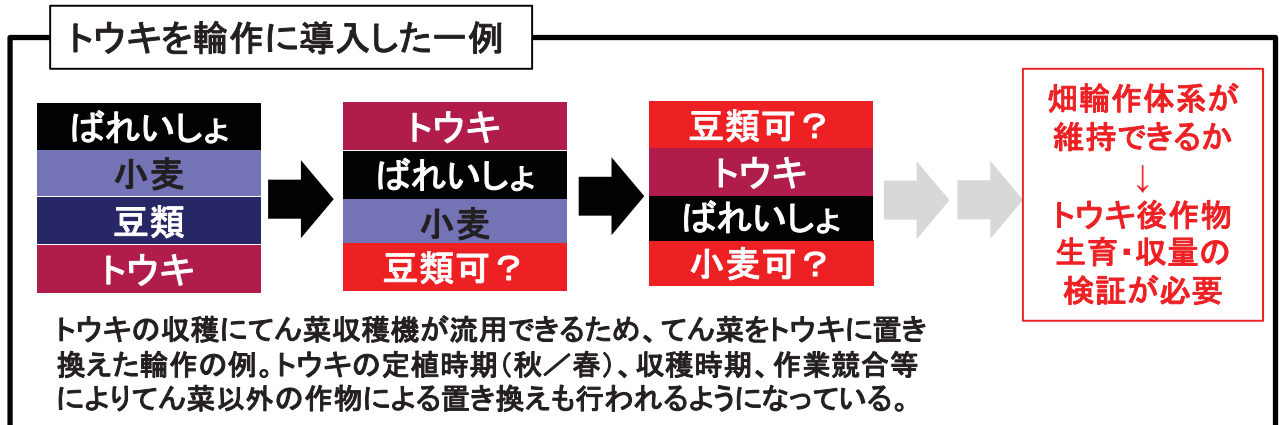 トウキを輪作に導入した一例
ばれいしょ
小麦
豆類
トウキ
トウキ
ばれいしょ
小麦
豆類可？
豆類可？
トウキ
ばれいしょ
小麦可？
畑輪作体系が
維持できるか
↓
トウキ後作物
生育・収量の
検証が必要
トウキの収穫にてん菜収穫機が流用できるため、てん菜をトウキに置き
換えた輪作の例。トウキの定植時期（秋／春）、収穫時期、作業競合等
によりてん菜以外の作物による置き換えも行われるようになっている。